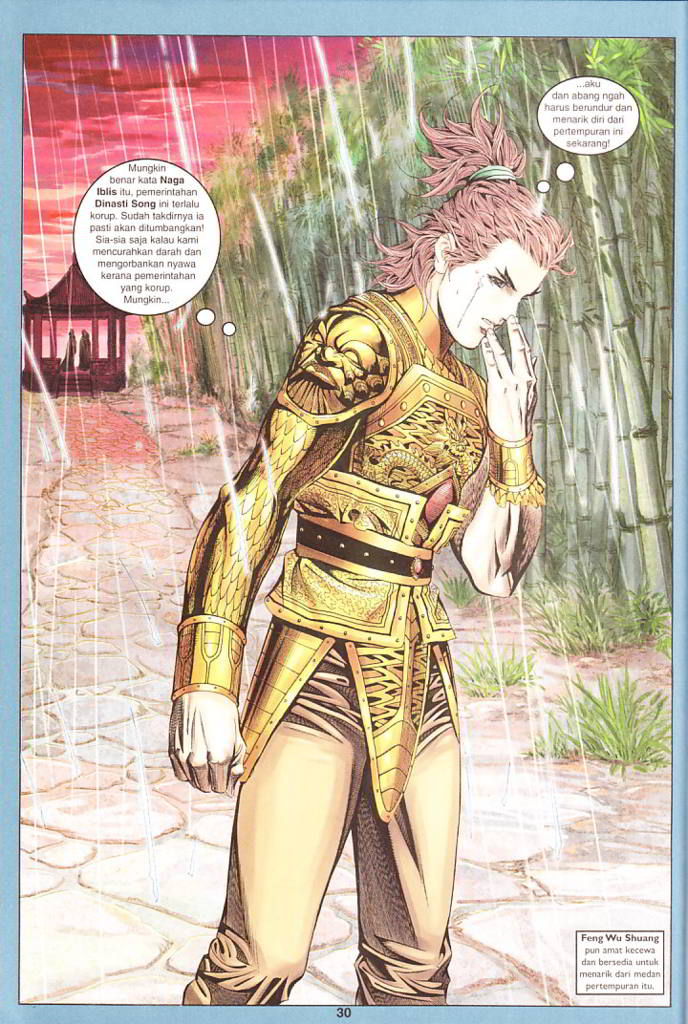 Mungkin
benar kata Naga
Iblis itu, pemerintahan
Dinasti Song ini terlalu
korup. Sudah takdirnya ia
pasti akan ditumbangkan!
Sia-sia saja kalau kami
mencurahkan darah dan
mengorbankan nyawa
kerana pemerintahan
yang korup.
Mungkin...
...aku
dan abang ngah
harus berundur dan
menarik diri dari
pertempuran ini
sekarang!
Feng Wu Shuang
pun amat kecewa
dan bersedia untuk
menarik dari medan
pertempuran itu.
30